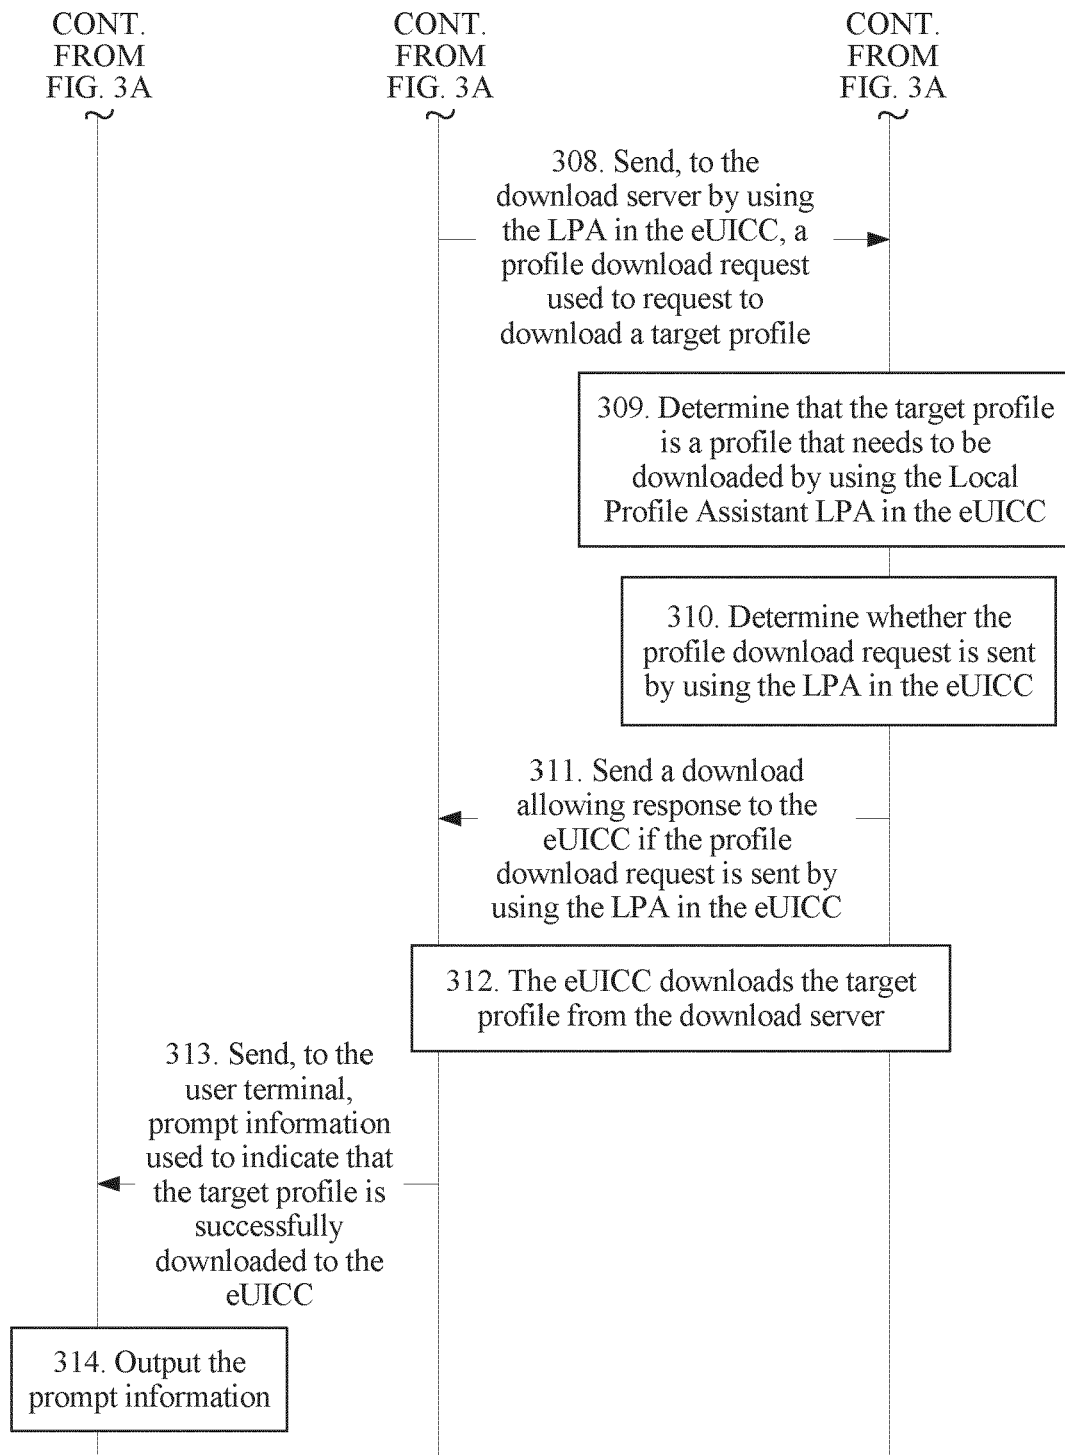 CONT.
FROM
FIG. 3A
CONT.
FROM
FIG. 3A
CONT.
FROM
FIG. 3A
308. Send, to the
download server by using
the LPA in the eUICC, a
profile download request
used to request to
download a target profile
309. Determine that the target profile
is a profile that needs to be
downloaded by using the Local
Profile Assistant LPA in the eUICC
310. Determine whether the
profile download request is sent
by using the LPA in the eUICC
311. Send a download
allowing response to the
eUICC if the profile
download request is sent by
using the LPA in the eUICC
312. The eUICC downloads the target
profile from the download server
313. Send, to the
user terminal,
prompt information
used to indicate that
the target profile is
successfully
downloaded to the
eUICC
314. Output the
prompt information